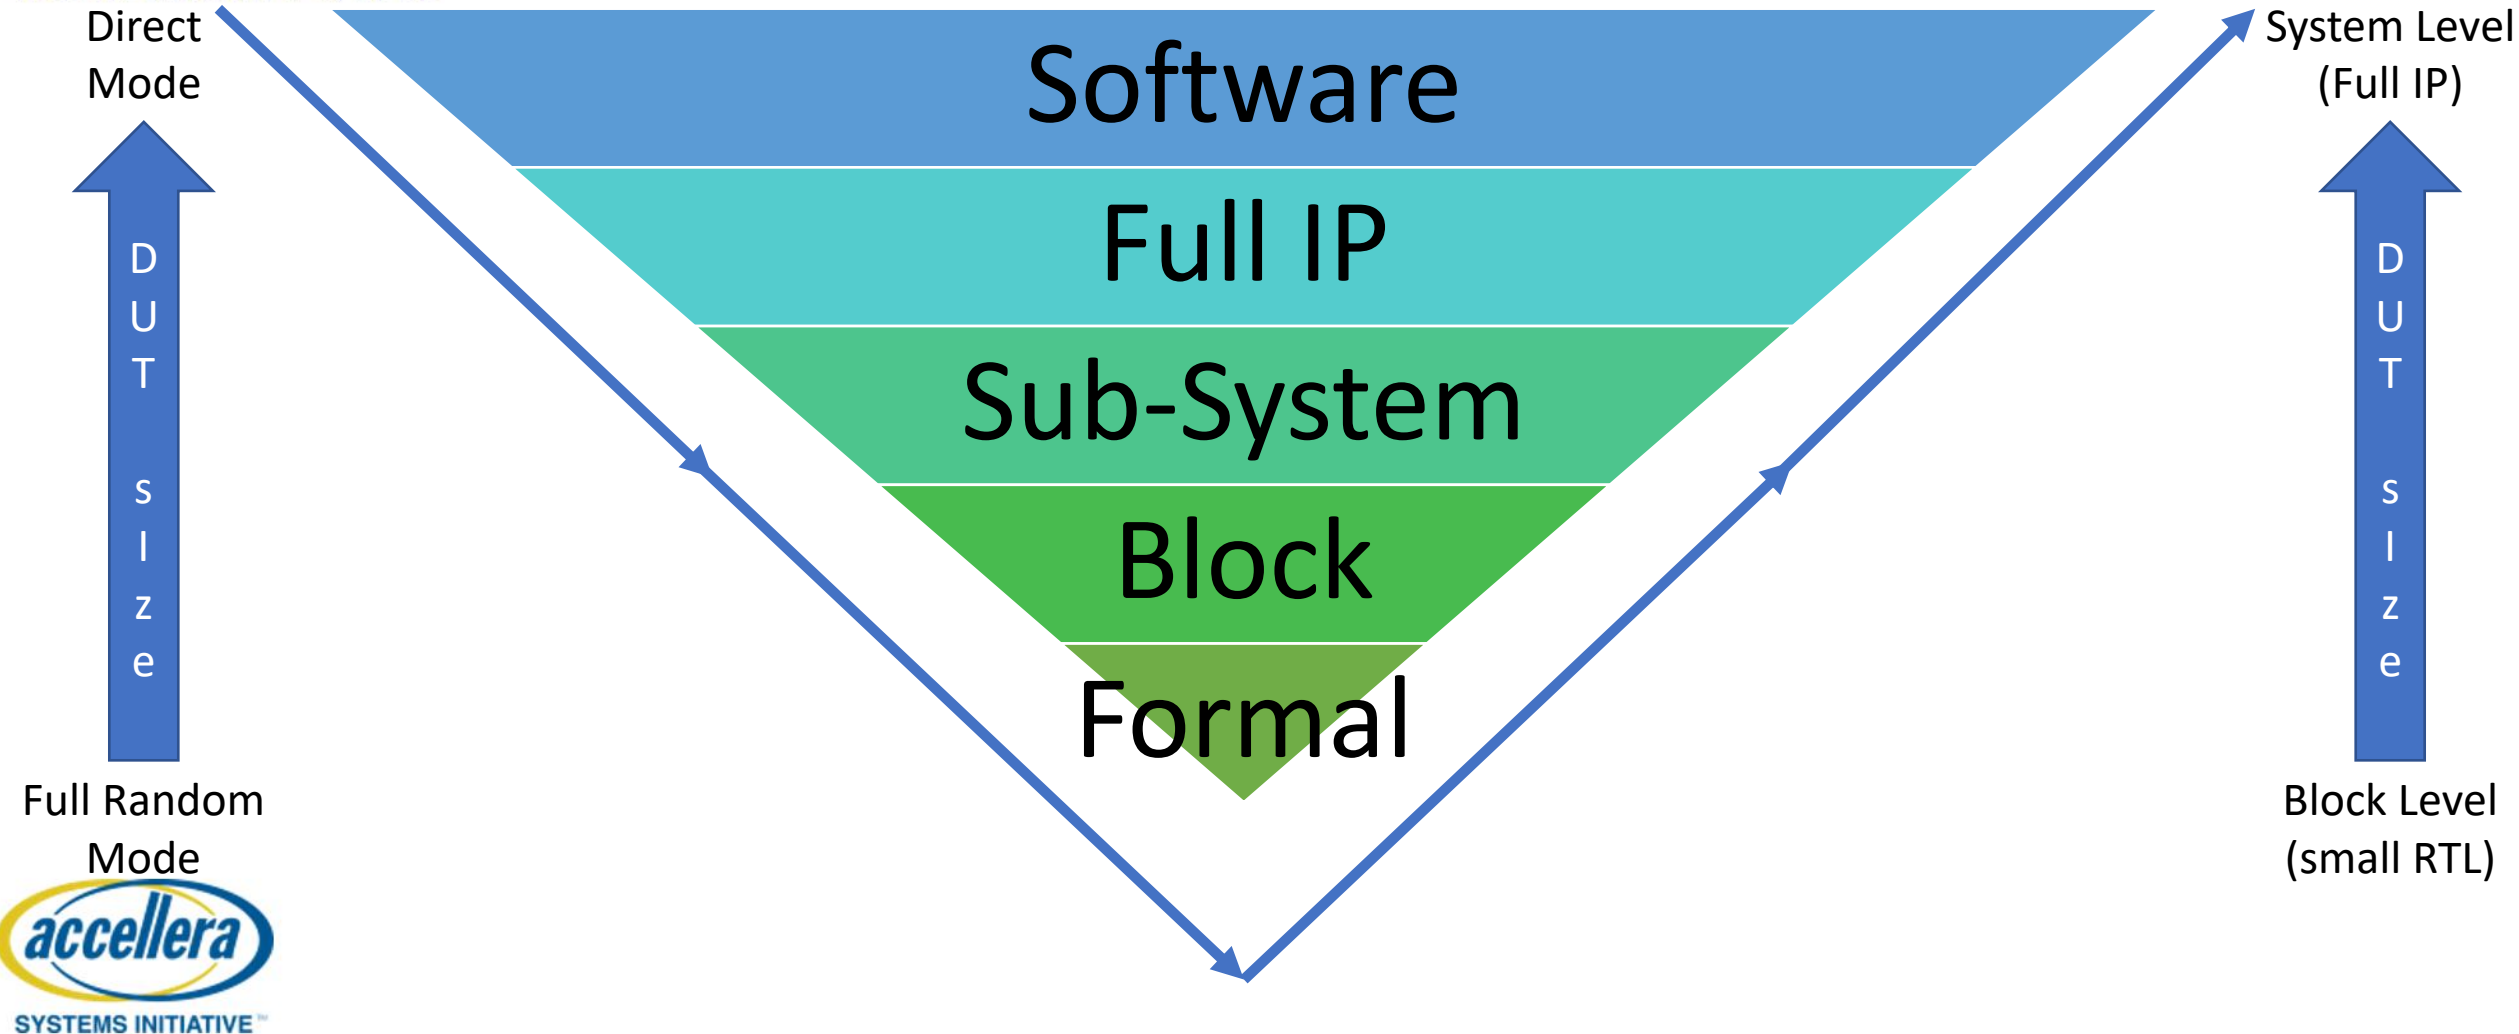 Direct
Mode
Software
System Level
(Full IP)
Full IP
D
U
T
s
I
z
e
D
U
T
s
I
z
e
Sub-System
Block
Formal
Full Random
Mode
Block Level
(small RTL)
accellera
SYSTEMS INITIATIVE™